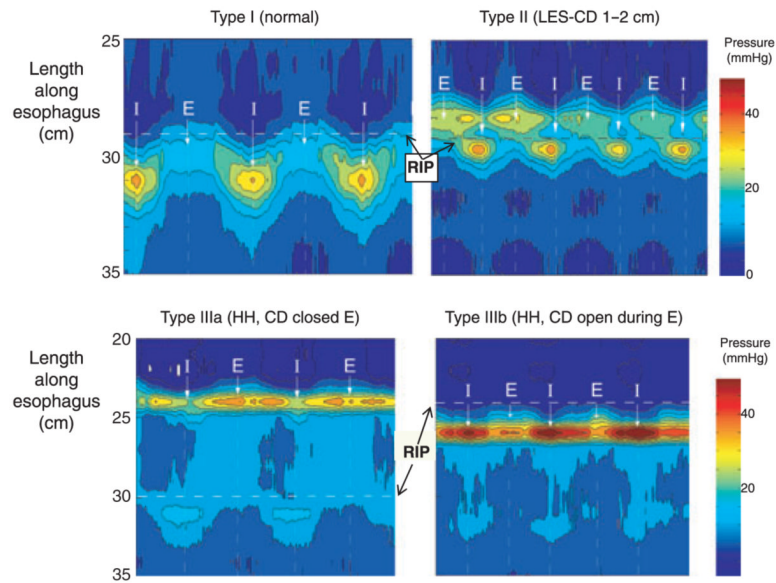 Type I (normal)
Type II (LES-CD 1–2 cm)
Length
along
esophagus
(cm)
25
30
35
I E I E I
E I E I E I E I
RIP
Pressure
(mmHg)
40
20
0
Type IIIa (HH, CD closed E)
Type IIIb (HH, CD open during E)
Length
along
esophagus
(cm)
20
25
30
35
I E I E
I E I E I
RIP
Pressure
(mmHg)
40
20